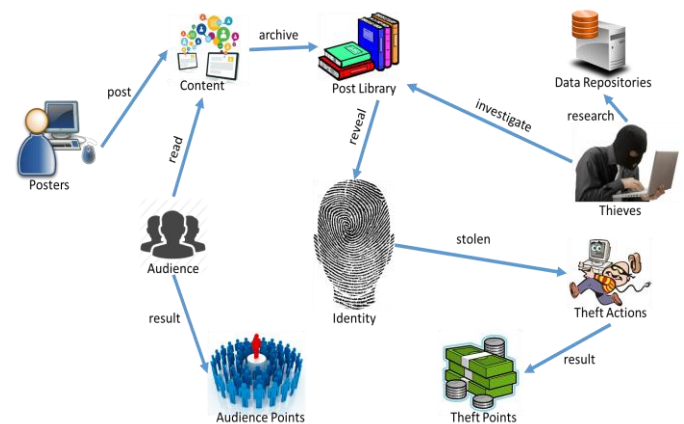 archive
post
Content
Post Library
Data Repositories
reveal
investigate
research
read
Posters
Thieves
Audience
stolen
result
Identity
Theft Actions
result
Audience Points
Theft Points